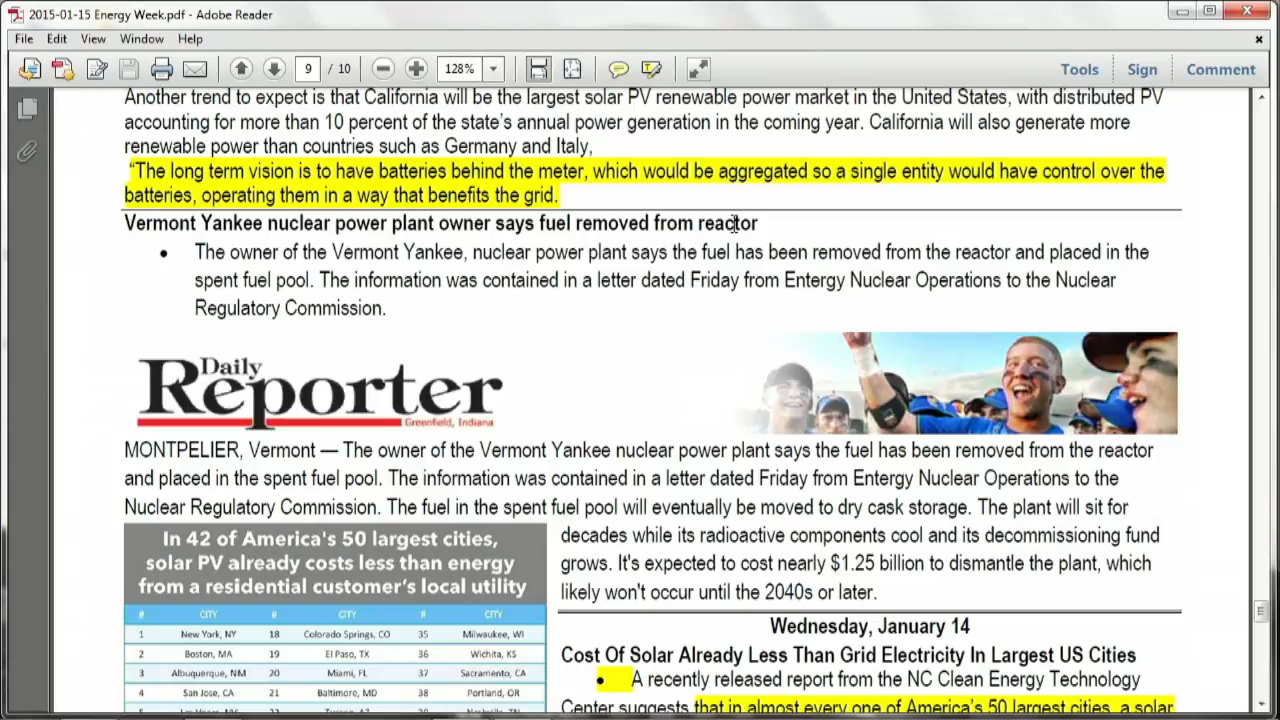 2015-01-15 Energy Week.pdf - Adobe Reader
File Edit View Window Help
9 / 10 128% Tools Sign Comment
Another trend to expect is that California will be the largest solar PV renewable power market in the United States, with distributed PV
accounting for more than 10 percent of the state's annual power generation in the coming year. California will also generate more
renewable power than countries such as Germany and Italy,
“The long term vision is to have batteries behind the meter, which would be aggregated so a single entity would have control over the
batteries, operating them in a way that benefits the grid.
Vermont Yankee nuclear power plant owner says fuel removed from reactor
• The owner of the Vermont Yankee, nuclear power plant says the fuel has been removed from the reactor and placed in the
spent fuel pool. The information was contained in a letter dated Friday from Entergy Nuclear Operations to the Nuclear
Regulatory Commission.
Daily
Reporter
Greenfield, Indiana
MONTPELIER, Vermont — The owner of the Vermont Yankee nuclear power plant says the fuel has been removed from the reactor
and placed in the spent fuel pool. The information was contained in a letter dated Friday from Entergy Nuclear Operations to the
Nuclear Regulatory Commission. The fuel in the spent fuel pool will eventually be moved to dry cask storage. The plant will sit for
decades while its radioactive components cool and its decommissioning fund
grows. It's expected to cost nearly $1.25 billion to dismantle the plant, which
likely won't occur until the 2040s or later.
In 42 of America's 50 largest cities,
solar PV already costs less than energy
from a residential customer's local utility
# CITY # CITY # CITY
1 New York, NY 18 Colorado Springs, CO 35 Milwaukee, WI
2 Boston, MA 19 El Paso, TX 36 Wichita, KS
3 Albuquerque, NM 20 Miami, FL 37 Sacramento, CA
4 San Jose, CA 21 Baltimore, MD 38 Portland, OR
Wednesday, January 14
Cost Of Solar Already Less Than Grid Electricity In Largest US Cities
• A recently released report from the NC Clean Energy Technology
Center suggests that in almost every one of America's 50 largest cities, a solar